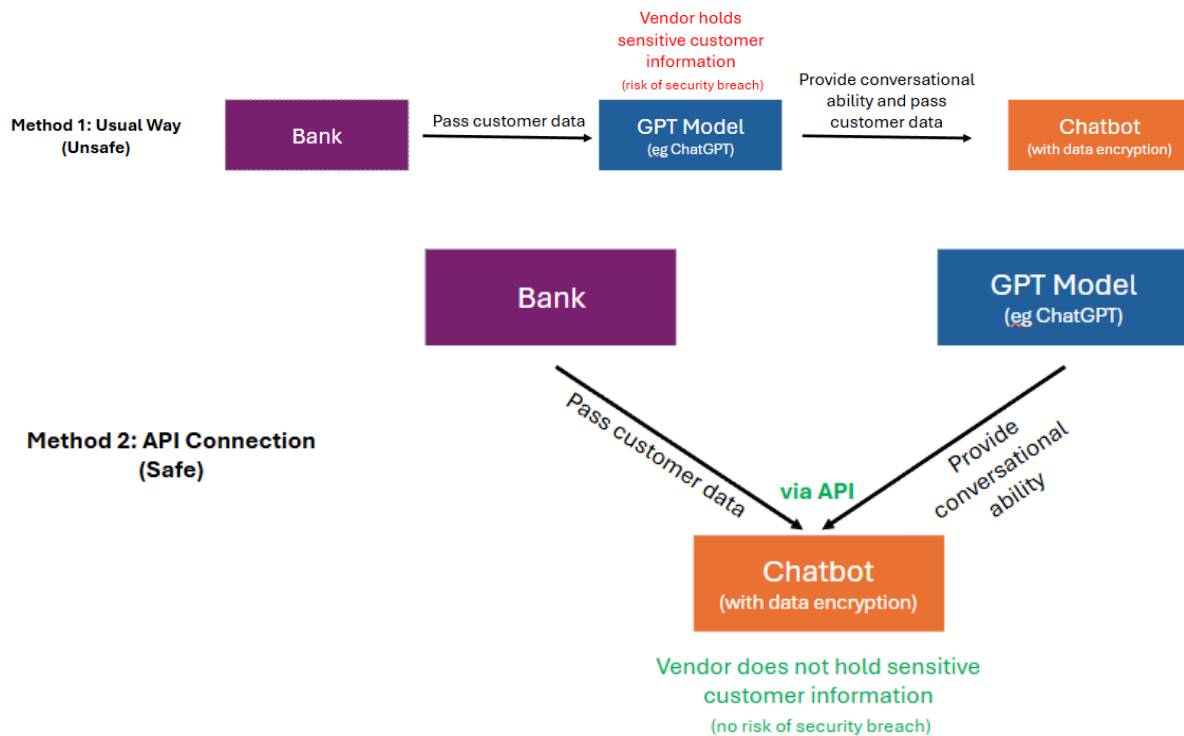 Vendor holds
sensitive customer
information
(risk of security breach)
Provide conversational
ability and pass
customer data
Method 1: Usual Way
(Unsafe)
Bank
Pass customer data
GPT Model
(eg ChatGPT)
Chatbot
(with data encryption)
Bank
GPT Model
(eg ChatGPT)
Method 2: API Connection
(Safe)
Pass customer data
via API
Provide
conversational
ability
Chatbot
(with data encryption)
Vendor does not hold sensitive
customer information
(no risk of security breach)